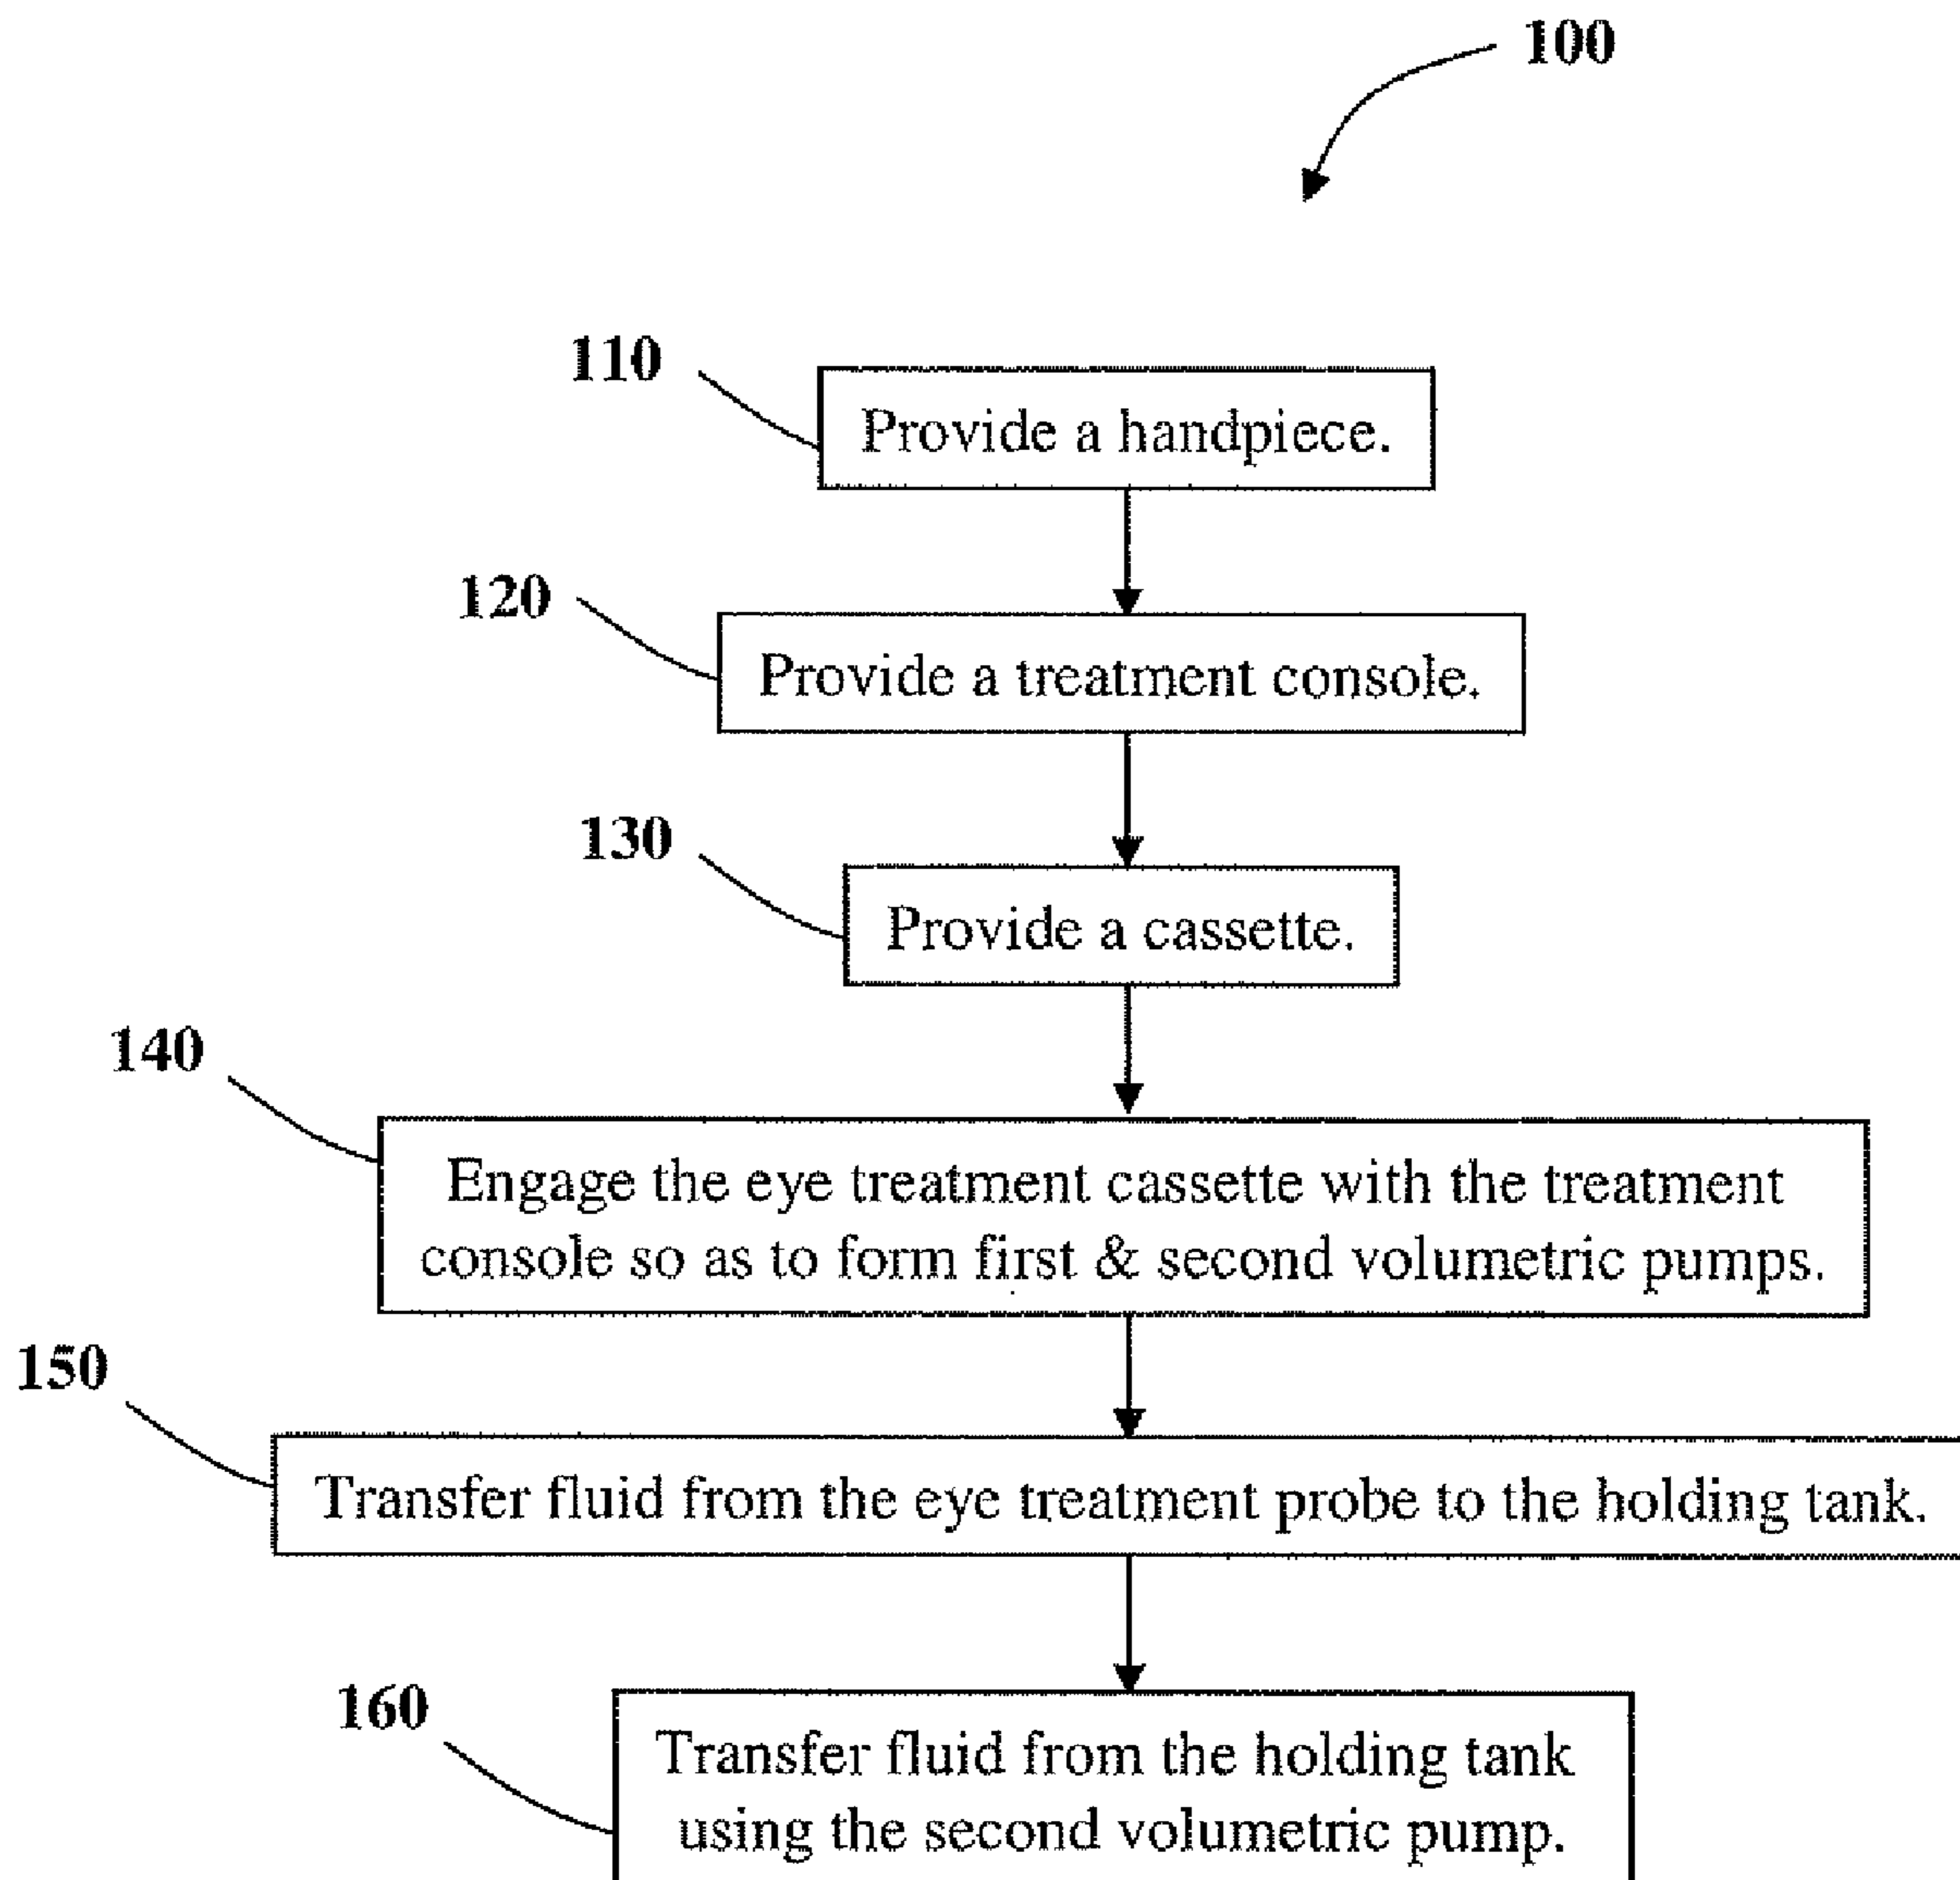 100
110
Provide a handpiece.
120
Provide a treatment console.
130
Provide a cassette.
140
Engage the eye treatment cassette with the treatment
console so as to form first & second volumetric pumps.
150
Transfer fluid from the eye treatment probe to the holding tank.
160
Transfer fluid from the holding tank
using the second volumetric pump.